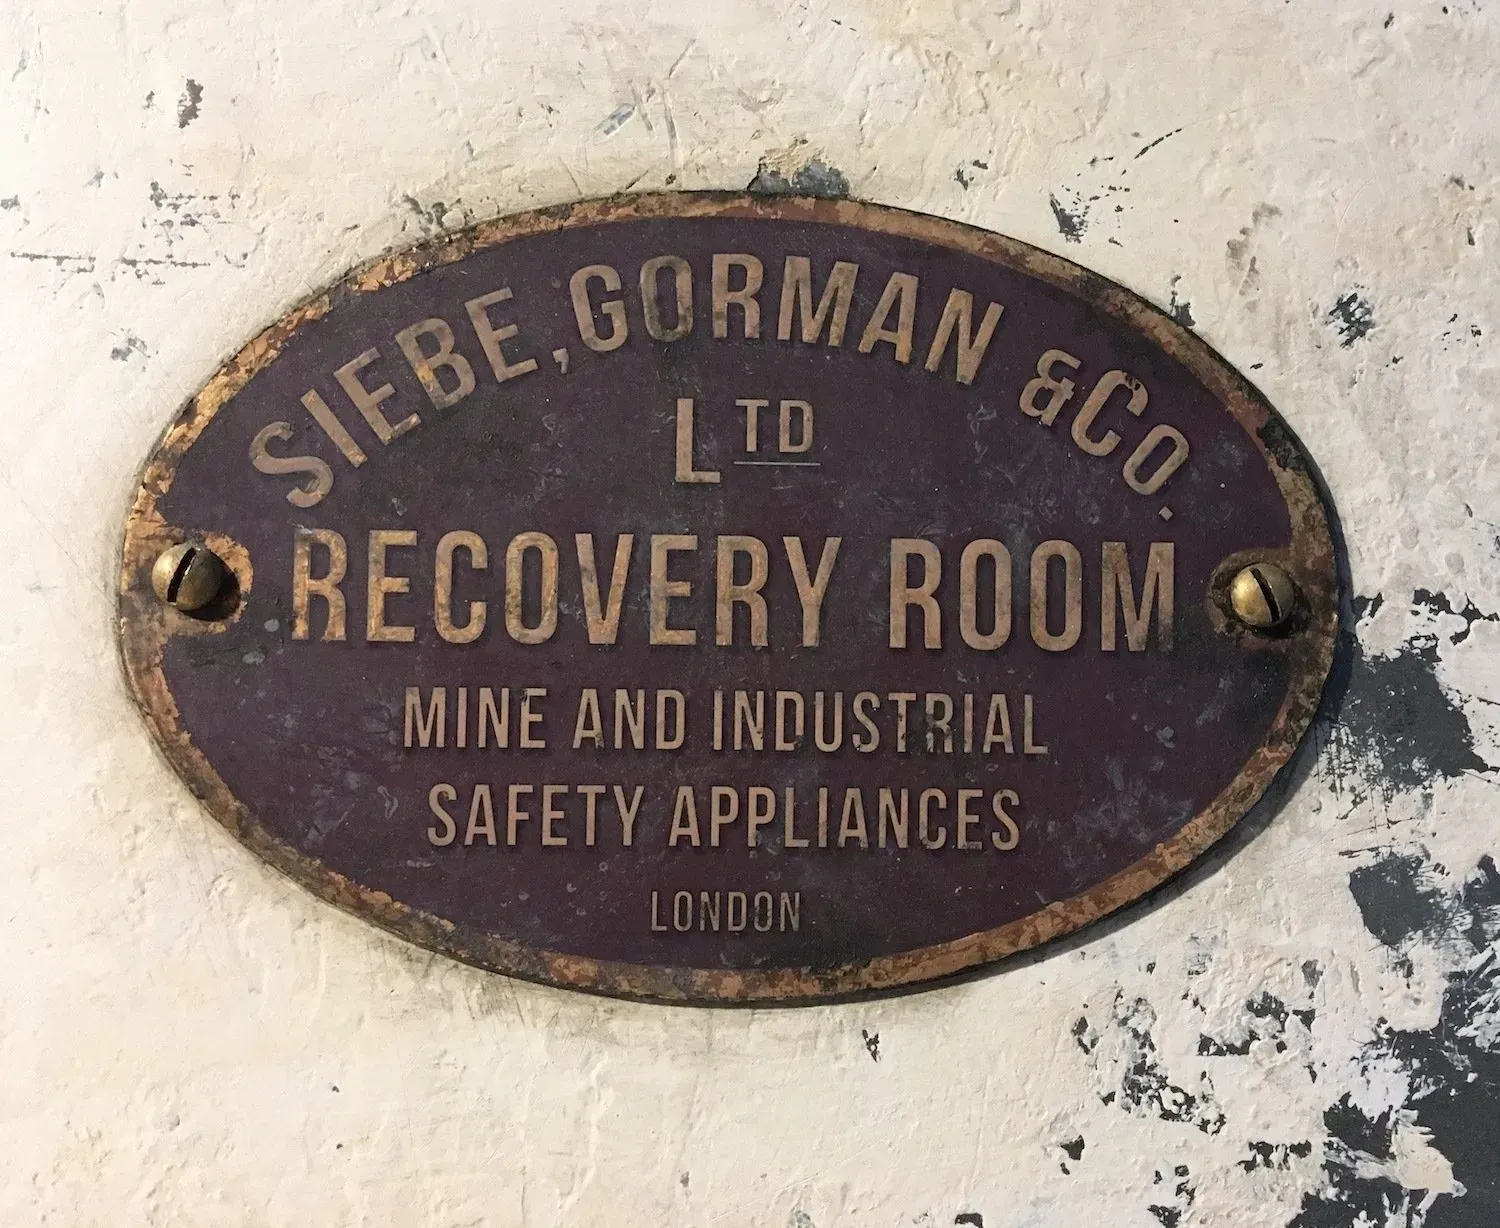 SIEBE, GORMAN & CO.
LTD
RECOVERY ROOM
MINE AND INDUSTRIAL
SAFETY APPLIANCES
LONDON